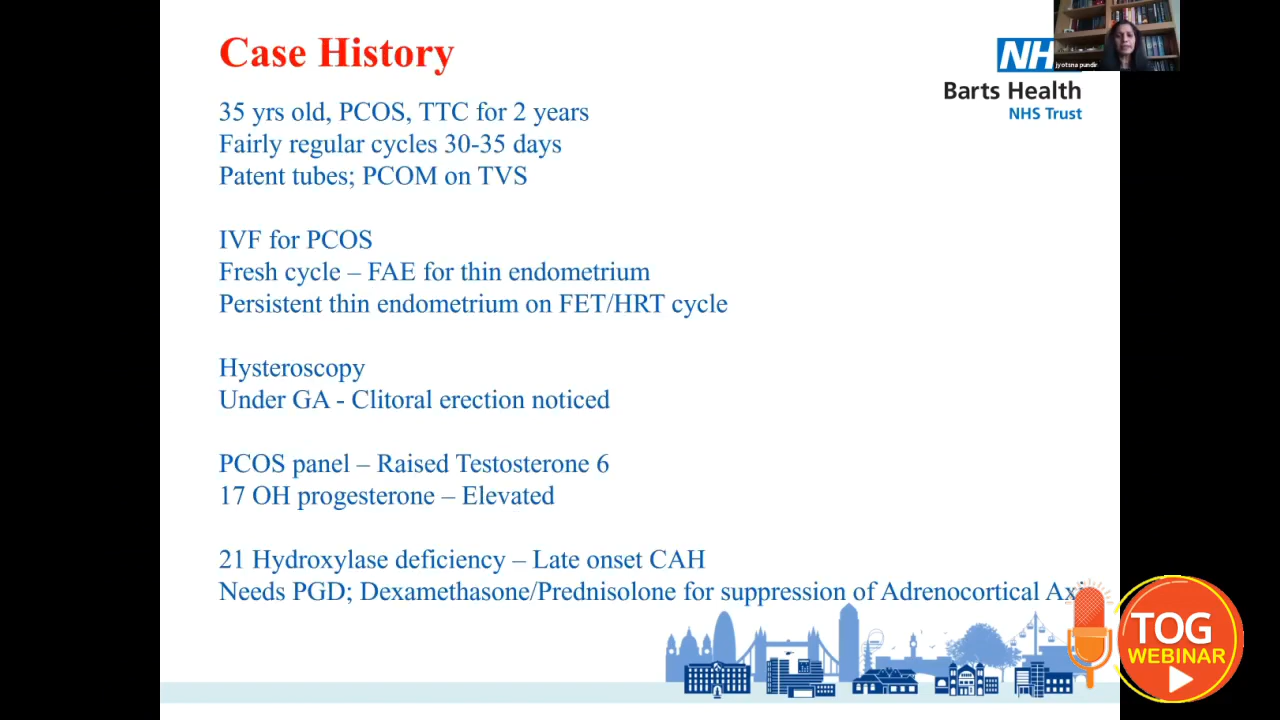 Case History
NH
jyotsna pundir
Barts Health
NHS Trust
35 yrs old, PCOS, TTC for 2 years
Fairly regular cycles 30-35 days
Patent tubes; PCOM on TVS
IVF for PCOS
Fresh cycle – FAE for thin endometrium
Persistent thin endometrium on FET/HRT cycle
Hysteroscopy
Under GA - Clitoral erection noticed
PCOS panel – Raised Testosterone 6
17 OH progesterone – Elevated
21 Hydroxylase deficiency – Late onset CAH
Needs PGD; Dexamethasone/Prednisolone for suppression of Adrenocortical Axi
TOG
WEBINAR